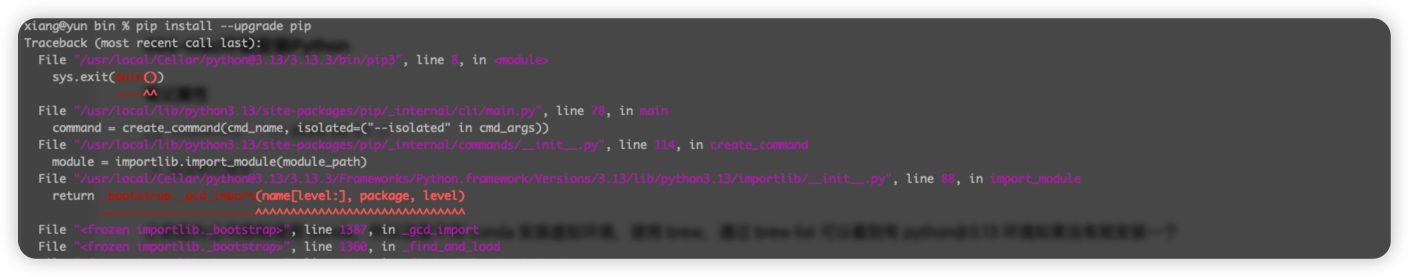 xiang@yun bin % pip install --upgrade pip
Traceback (most recent call last):
  File "/usr/local/Cellar/python@3.13/3.13.3/bin/pip3", line 8, in <module>
    sys.exit(main())
             ~~~~^^
  File "/usr/local/lib/python3.13/site-packages/pip/_internal/cli/main.py", line 78, in main
    command = create_command(cmd_name, isolated=("--isolated" in cmd_args))
  File "/usr/local/lib/python3.13/site-packages/pip/_internal/commands/__init__.py", line 114, in create_command
    module = importlib.import_module(module_path)
  File "/usr/local/Cellar/python@3.13/3.13.3/Frameworks/Python.framework/Versions/3.13/lib/python3.13/importlib/__init__.py", line 88, in import_module
    return _bootstrap._gcd_import(name[level:], package, level)
           ~~~~~~~~~~~~~~~~~~~~~~^^^^^^^^^^^^^^^^^^^^^^^^^^^^^^
  File "<frozen importlib._bootstrap>", line 1387, in _gcd_import
  File "<frozen importlib._bootstrap>", line 1360, in _find_and_load